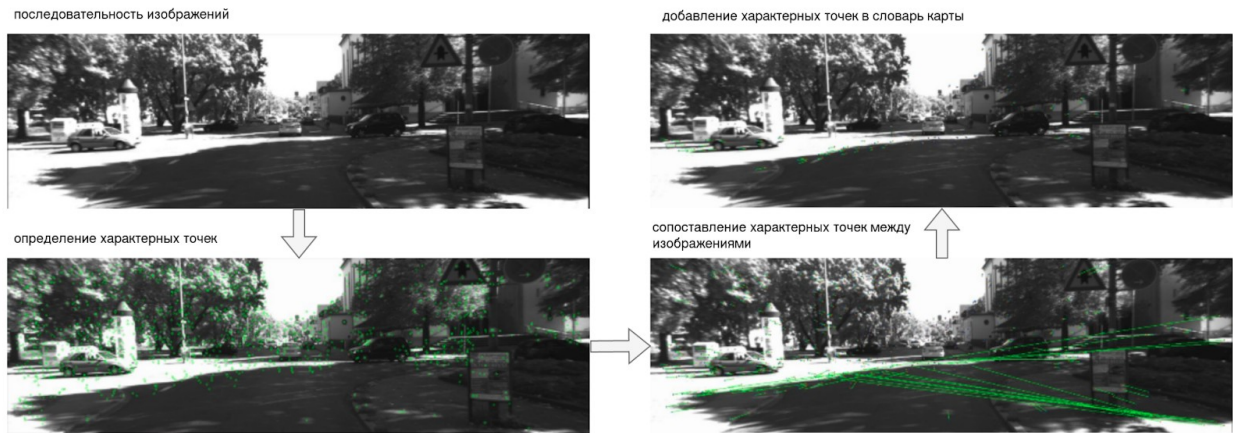 последовательность изображений
добавление характерных точек в словарь карты
определение характерных точек
сопоставление характерных точек между
изображениями